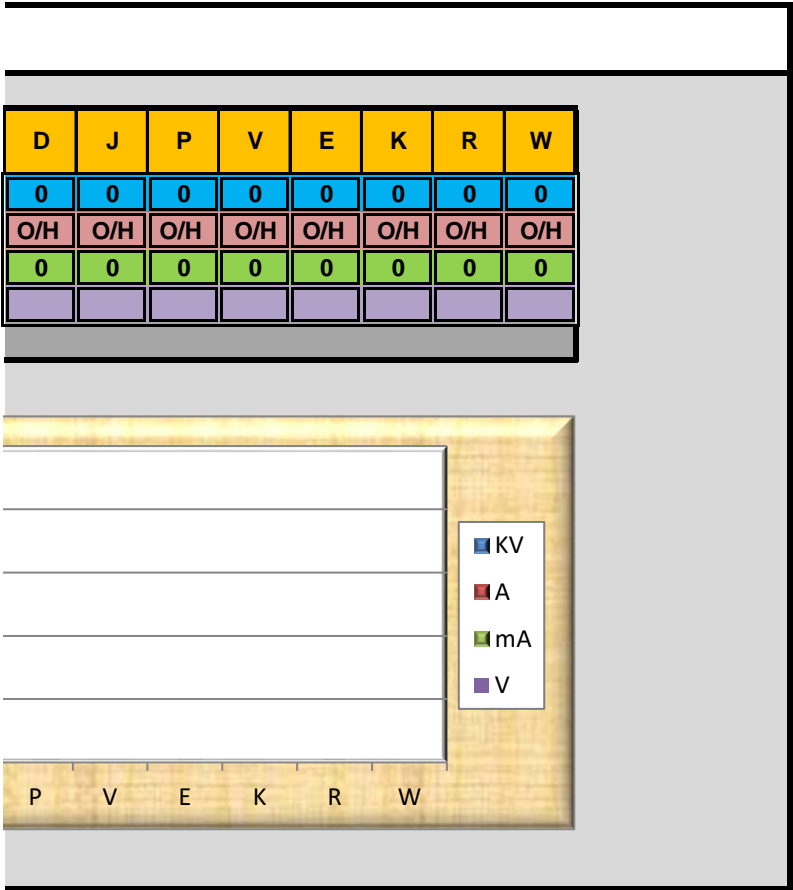 D J P V E K R W
0 0 0 0 0 0 0 0
O/H O/H O/H O/H O/H O/H O/H O/H
0 0 0 0 0 0 0 0
KV
A
mA
V
P V E K R W